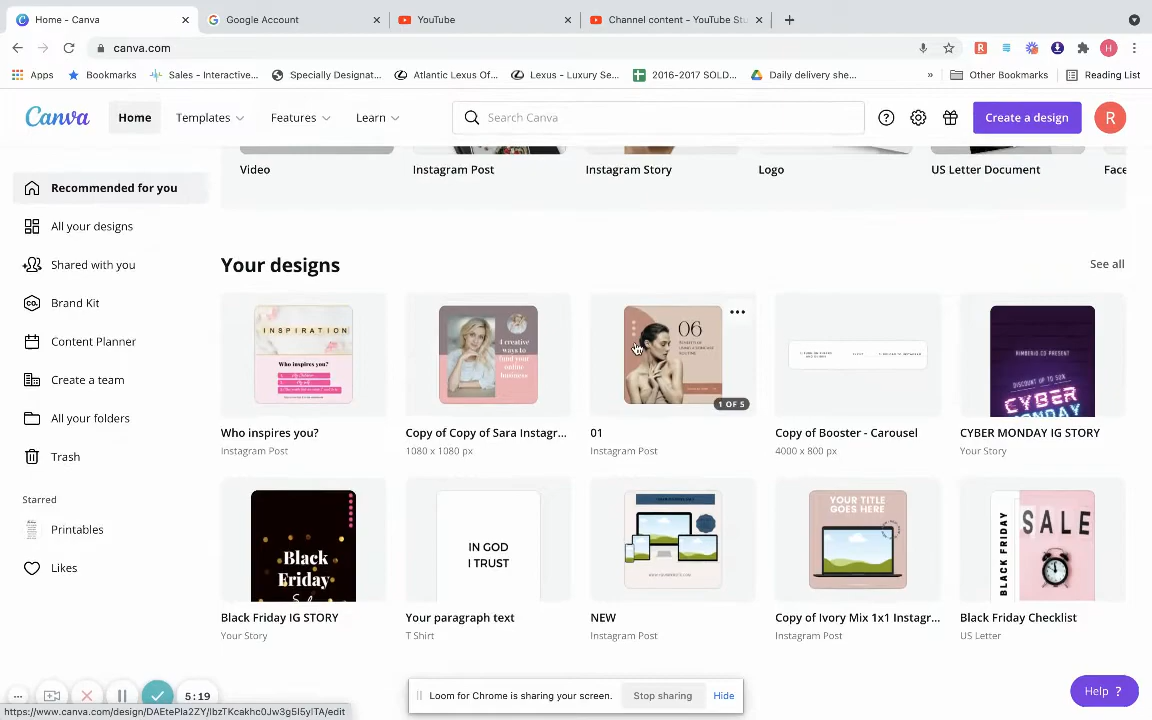 Home - Canva
Google Account
YouTube
Channel content - YouTube Stu
canva.com
Apps
Bookmarks
Sales - Interactive...
Specially Designat...
Atlantic Lexus Of...
Lexus - Luxury Se...
2016-2017 SOLD...
Daily delivery she...
»
Other Bookmarks
Reading List
Canva
Home
Templates
Features
Learn
Search Canva
Create a design
R
Video
Instagram Post
Instagram Story
Logo
US Letter Document
Face
Recommended for you
All your designs
Shared with you
Brand Kit
Content Planner
Create a team
All your folders
Trash
Starred
Printables
Likes
Your designs
See all
INSPIRATION
Who inspires you?
creative
ways to
find your
online
business
06
1 OF 5
CYBER
MONDAY
Who inspires you?
Instagram Post
Copy of Copy of Sara Instagr...
1080 x 1080 px
01
Instagram Post
Copy of Booster - Carousel
4000 x 800 px
CYBER MONDAY IG STORY
Your Story
Black
Friday
IN GOD
I TRUST
YOUR TITLE
GOES HERE
BLACK FRIDAY
SALE
Black Friday IG STORY
Your Story
Your paragraph text
T Shirt
NEW
Instagram Post
Copy of Ivory Mix 1x1 Instagr...
Instagram Post
Black Friday Checklist
US Letter
5:19
Loom for Chrome is sharing your screen.
Stop sharing
Hide
Help ?
https://www.canva.com/design/DAEtePla2ZY/IbzTKcakhc0Jw3g5I5yITA/edit